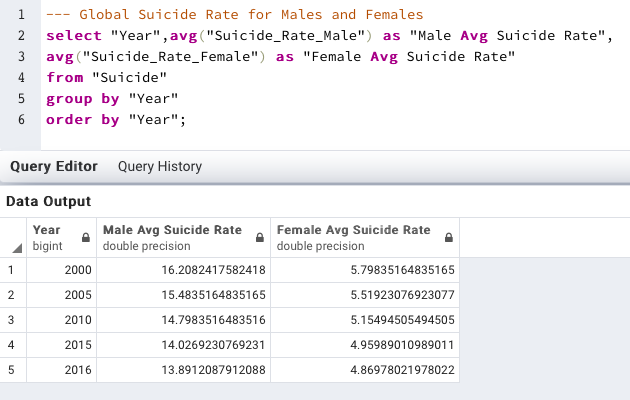 1 --- Global Suicide Rate for Males and Females
2 select "Year",avg("Suicide_Rate_Male") as "Male Avg Suicide Rate",
3 avg("Suicide_Rate_Female") as "Female Avg Suicide Rate"
4 from "Suicide"
5 group by "Year"
6 order by "Year";
Query Editor Query History
Data Output
Year Male Avg Suicide Rate Female Avg Suicide Rate
bigint double precision double precision
1 2000 16.2082417582418 5.79835164835165
2 2005 15.4835164835165 5.51923076923077
3 2010 14.7983516483516 5.15494505494505
4 2015 14.0269230769231 4.95989010989011
5 2016 13.8912087912088 4.86978021978022